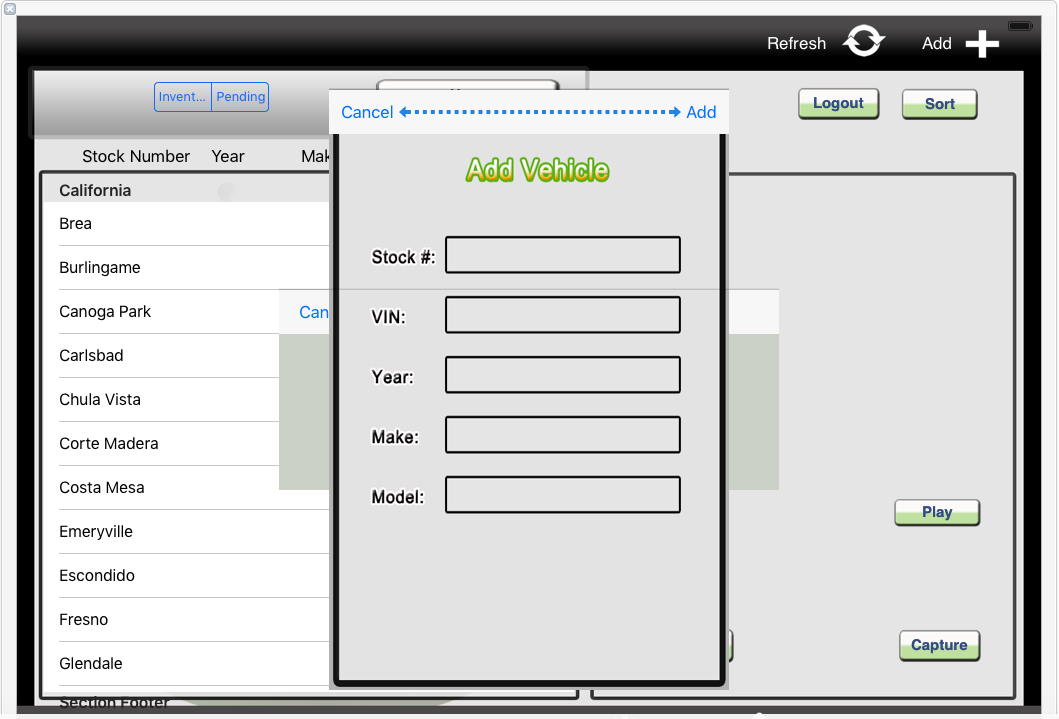 Refresh Add
Invent... Pending
Logout Sort
Cancel Add
Stock Number Year
Add Vehicle
California
Brea
Stock #:
Burlingame
Canoga Park
VIN:
Carlsbad
Year:
Chula Vista
Make:
Corte Madera
Costa Mesa
Model:
Play
Emeryville
Escondido
Fresno
Capture
Glendale
Section Footer